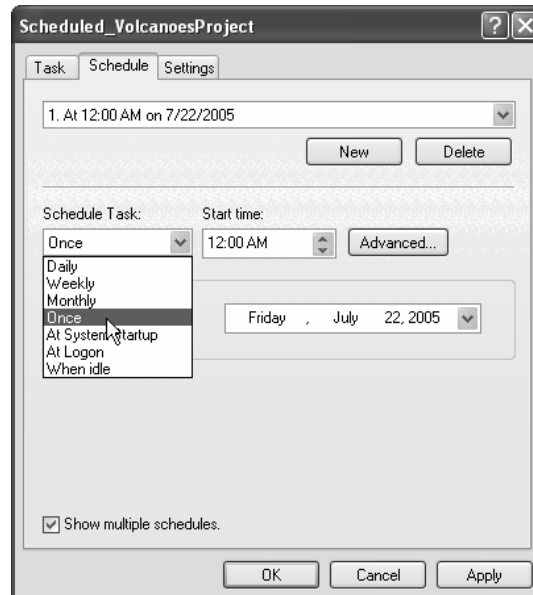 Scheduled_VolcanoesProject
Task Schedule Settings
1. At 12:00 AM on 7/22/2005
New Delete
Schedule Task: Start time:
Once 12:00 AM Advanced...
Daily
Weekly
Monthly
Once
Friday , July 22, 2005
At System Startup
At Logon
When idle
Show multiple schedules.
OK Cancel Apply